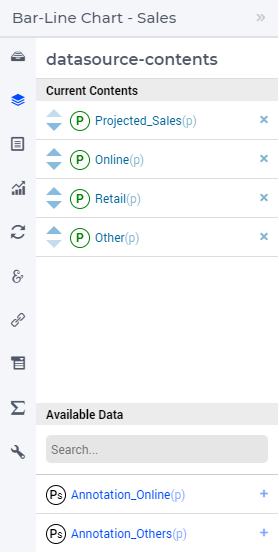 Bar-Line Chart - Sales »
datasource-contents
Current Contents
P Projected_Sales(p) ×
P Online(p) ×
P Retail(p) ×
P Other(p) ×
&
Σ
Available Data
Search...
Ps Annotation_Online(p) +
Ps Annotation_Others(p) +